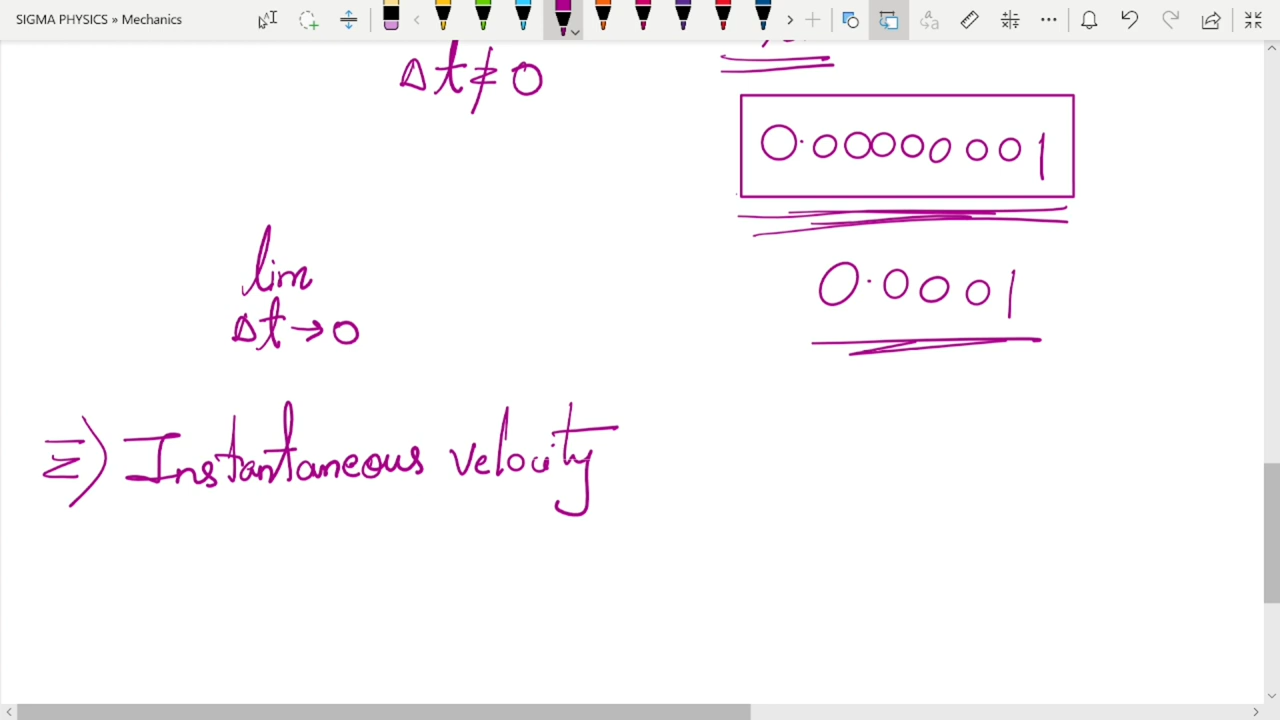 SIGMA PHYSICS » Mechanics
Δt ≠ 0
0.00000001
0.0001
lim
Δt → 0
Instantaneous velocity